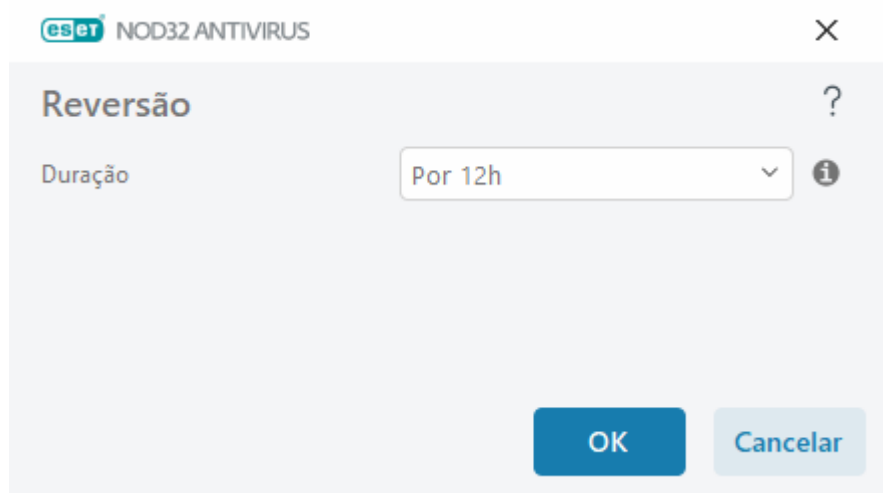 eset NOD32 ANTIVIRUS
Reversão
?
Duração
Por 12h
OK
Cancelar